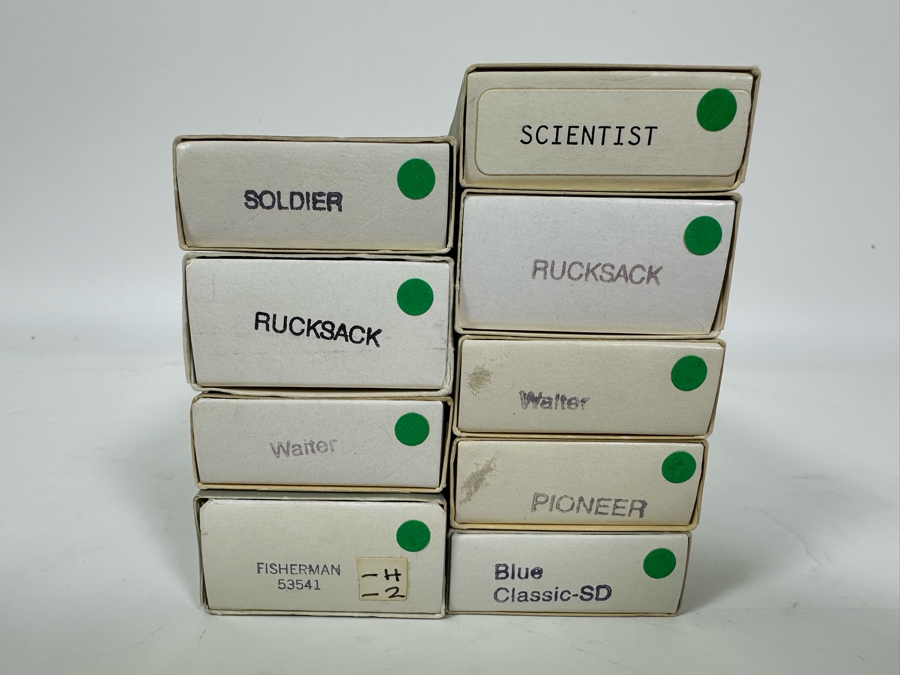 SOLDIER
RUCKSACK
Waiter
FISHERMAN
53541
-H
-2
SCIENTIST
RUCKSACK
Waiter
PIONEER
Blue
Classic-SD